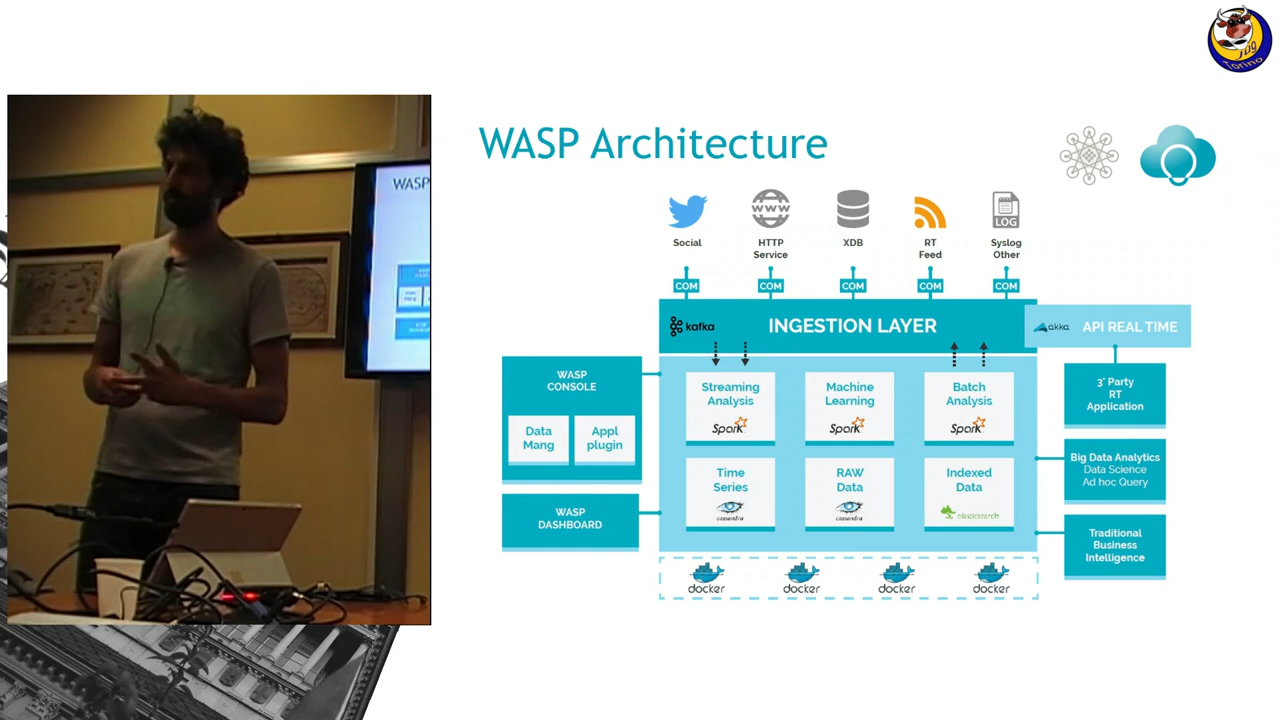 Jug
Torino
WASP Architecture
WASP
Social
HTTP
Service
XDB
RT
Feed
LOG
Syslog
Other
WWW
COM
COM
COM
COM
COM
kafka
INGESTION LAYER
akka
API REAL TIME
WASP
CONSOLE
Data
Mang
Appl
plugin
WASP
DASHBOARD
Streaming
Analysis
Spark
Machine
Learning
Spark
Batch
Analysis
Spark
Time
Series
cassandra
RAW
Data
cassandra
Indexed
Data
elasticsearch
3° Party
RT
Application
Big Data Analytics
Data Science
Ad hoc Query
Traditional
Business
Intelligence
docker
docker
docker
docker